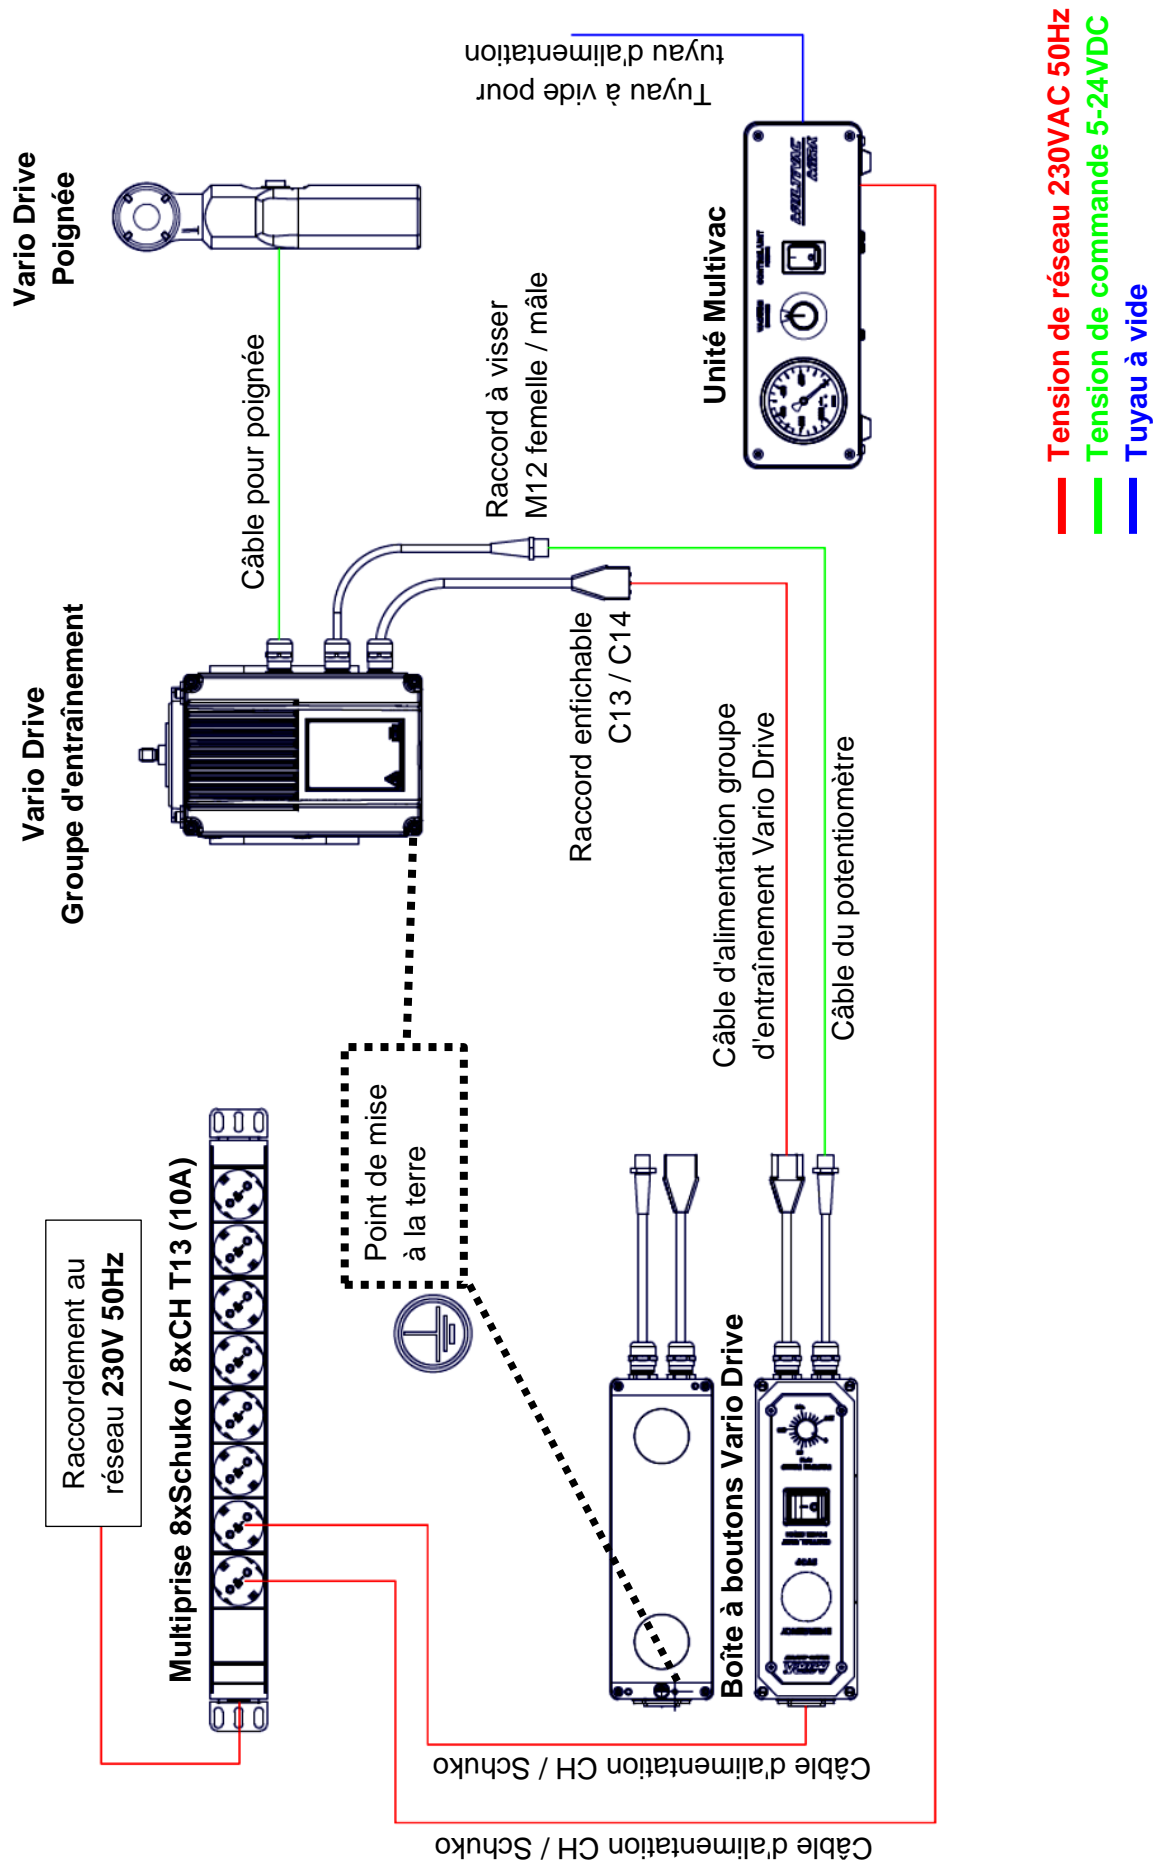 Raccordement au
réseau 230V 50Hz
Multiprise 8xSchuko / 8xCH T13 (10A)
Vario Drive
Groupe d'entraînement
Vario Drive
Poignée
Câble pour poignée
Point de mise
à la terre
Raccord à visser
M12 femelle / mâle
Raccord enfichable
C13 / C14
Tuyau à vide pour
tuyau d'alimentation
Unité Multivac
MULTIVAC
Câble d'alimentation groupe
d'entraînement Vario Drive
Câble du potentiomètre
Boîte à boutons Vario Drive
EMERGENCY
STOP
Câble d'alimentation CH / Schuko
Câble d'alimentation CH / Schuko
Tension de réseau 230VAC 50Hz
Tension de commande 5-24VDC
Tuyau à vide